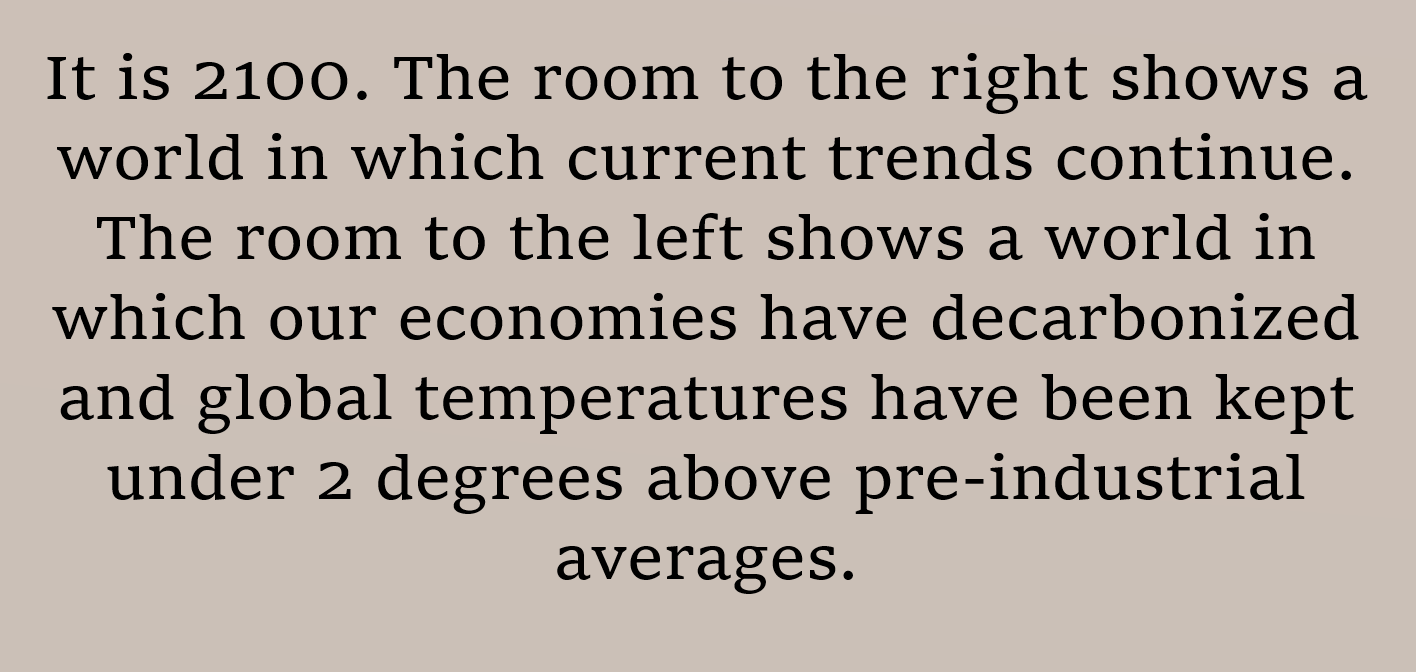 It is 2100. The room to the right shows a
world in which current trends continue.
The room to the left shows a world in
which our economies have decarbonized
and global temperatures have been kept
under 2 degrees above pre-industrial
averages.